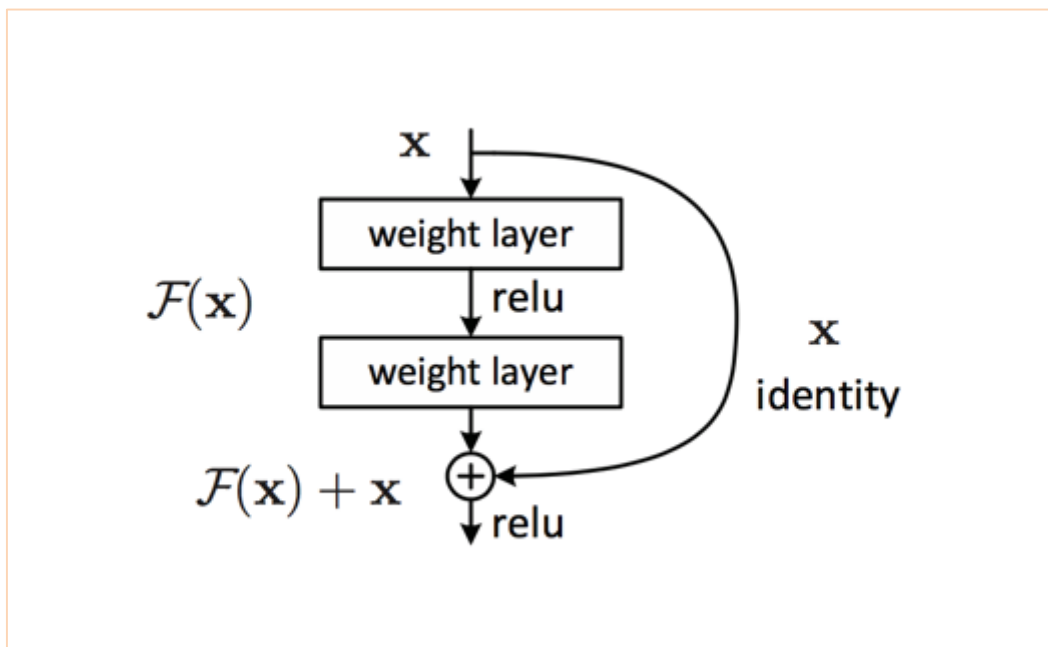 x
weight layer
relu
F(x)
weight layer
x
identity
F(x) + x
relu